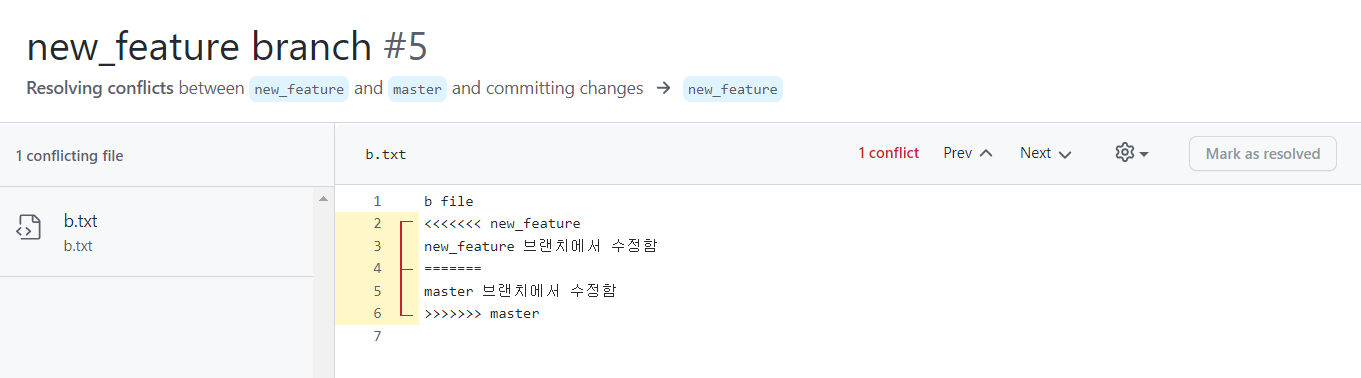 new_feature branch #5
Resolving conflicts between new_feature and master and committing changes → new_feature
1 conflicting file
b.txt
b.txt
b.txt
1 conflict
Prev
Next
Mark as resolved
1 b file
2 <<<<<<< new_feature
3 new_feature 브랜치에서 수정함
4 =======
5 master 브랜치에서 수정함
6 >>>>>>> master
7